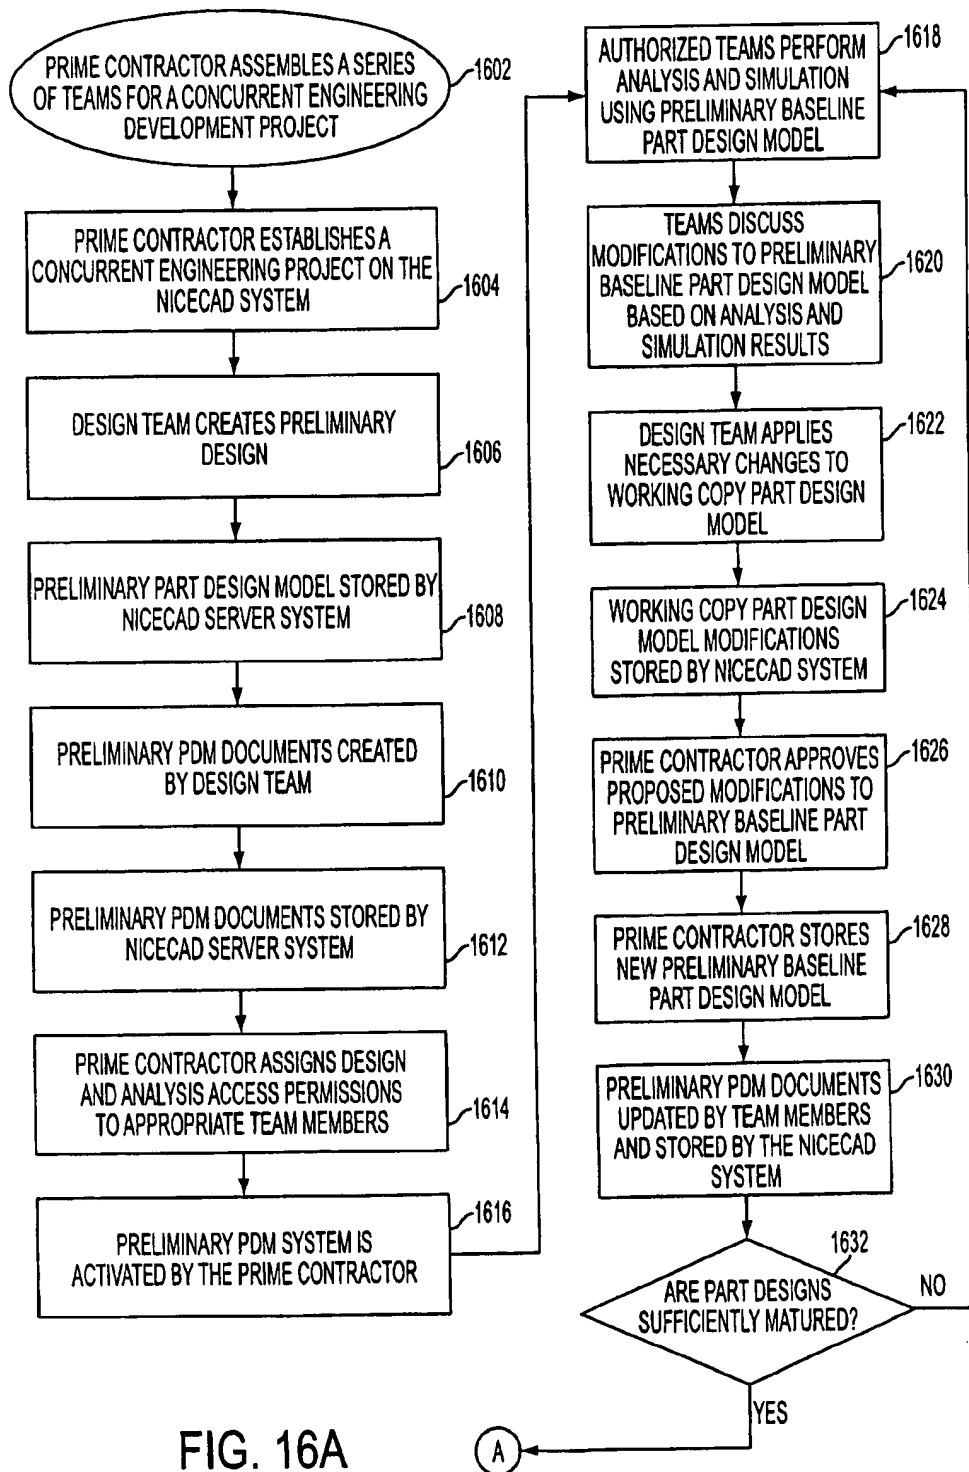 PRIME CONTRACTOR ASSEMBLES A SERIES
OF TEAMS FOR A CONCURRENT ENGINEERING
DEVELOPMENT PROJECT
1602
PRIME CONTRACTOR ESTABLISHES A
CONCURRENT ENGINEERING PROJECT ON THE
NICECAD SYSTEM
1604
DESIGN TEAM CREATES PRELIMINARY
DESIGN
1606
PRELIMINARY PART DESIGN MODEL STORED BY
NICECAD SERVER SYSTEM
1608
PRELIMINARY PDM DOCUMENTS CREATED
BY DESIGN TEAM
1610
PRELIMINARY PDM DOCUMENTS STORED BY
NICECAD SERVER SYSTEM
1612
PRIME CONTRACTOR ASSIGNS DESIGN
AND ANALYSIS ACCESS PERMISSIONS
TO APPROPRIATE TEAM MEMBERS
1614
PRELIMINARY PDM SYSTEM IS
ACTIVATED BY THE PRIME CONTRACTOR
1616
AUTHORIZED TEAMS PERFORM
ANALYSIS AND SIMULATION
USING PRELIMINARY BASELINE
PART DESIGN MODEL
1618
TEAMS DISCUSS
MODIFICATIONS TO PRELIMINARY
BASELINE PART DESIGN MODEL
BASED ON ANALYSIS AND
SIMULATION RESULTS
1620
DESIGN TEAM APPLIES
NECESSARY CHANGES TO
WORKING COPY PART DESIGN
MODEL
1622
WORKING COPY PART DESIGN
MODEL MODIFICATIONS
STORED BY NICECAD SYSTEM
1624
PRIME CONTRACTOR APPROVES
PROPOSED MODIFICATIONS TO
PRELIMINARY BASELINE PART
DESIGN MODEL
1626
PRIME CONTRACTOR STORES
NEW PRELIMINARY BASELINE
PART DESIGN MODEL
1628
PRELIMINARY PDM DOCUMENTS
UPDATED BY TEAM MEMBERS
AND STORED BY THE NICECAD
SYSTEM
1630
ARE PART DESIGNS
SUFFICIENTLY MATURED?
1632
NO
YES
A
FIG. 16A